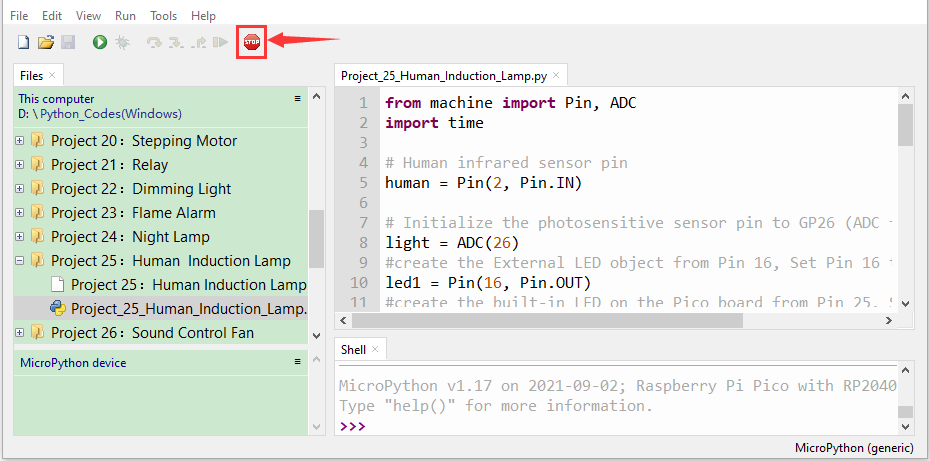 File Edit View Run Tools Help
STOP
Files
This computer
D: \Python_Codes(Windows)
Project 20：Stepping Motor
Project 21：Relay
Project 22：Dimming Light
Project 23：Flame Alarm
Project 24：Night Lamp
Project 25：Human Induction Lamp
Project 25：Human Induction Lamp
Project_25_Human_Induction_Lamp.
Project 26：Sound Control Fan
MicroPython device
Project_25_Human_Induction_Lamp.py
1 from machine import Pin, ADC
2 import time
3
4 # Human infrared sensor pin
5 human = Pin(2, Pin.IN)
6
7 # Initialize the photosensitive sensor pin to GP26 (ADC
8 light = ADC(26)
9 #create the External LED object from Pin 16, Set Pin 16
10 led1 = Pin(16, Pin.OUT)
11 #create the built-in LED on the Pico board from Pin 25,
Shell
MicroPython v1.17 on 2021-09-02; Raspberry Pi Pico with RP2040
Type "help()" for more information.
>>>
MicroPython (generic)